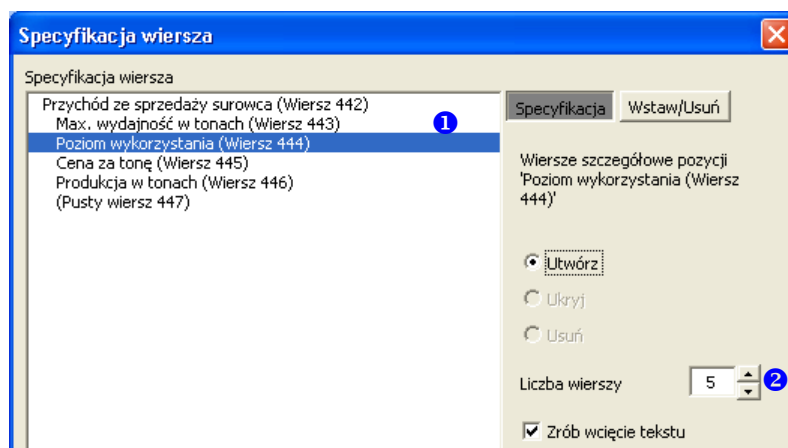 Specyfikacja wiersza
Specyfikacja wiersza
Przychód ze sprzedaży surowca (Wiersz 442)
Max. wydajność w tonach (Wiersz 443)
1
Poziom wykorzystania (Wiersz 444)
Cena za tonę (Wiersz 445)
Produkcja w tonach (Wiersz 446)
(Pusty wiersz 447)
Specyfikacja
Wstaw/Usuń
Wiersze szczegółowe pozycji
'Poziom wykorzystania (Wiersz
444)'
Utwórz
Ukryj
Usuń
Liczba wierszy 5 2
Zrób wcięcie tekstu